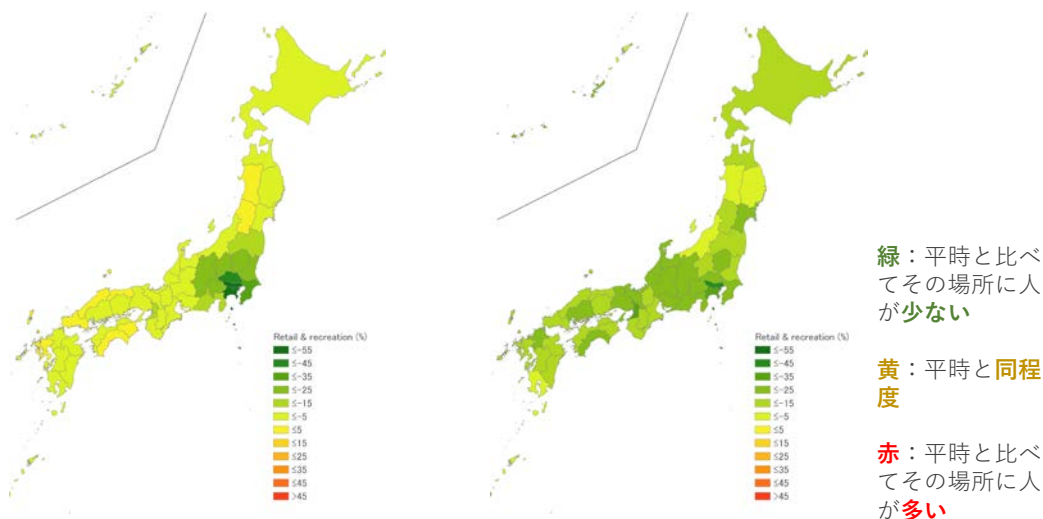 Retail & recreation (%)
≤-55
≤-45
≤-35
≤-25
≤-15
≤-5
≤5
≤15
≤25
≤35
≤45
>45
Retail & recreation (%)
≤-55
≤-45
≤-35
≤-25
≤-15
≤-5
≤5
≤15
≤25
≤35
≤45
>45
緑：平時と比べ
てその場所に人
が少ない
黄：平時と同程
度
赤：平時と比べ
てその場所に人
が多い